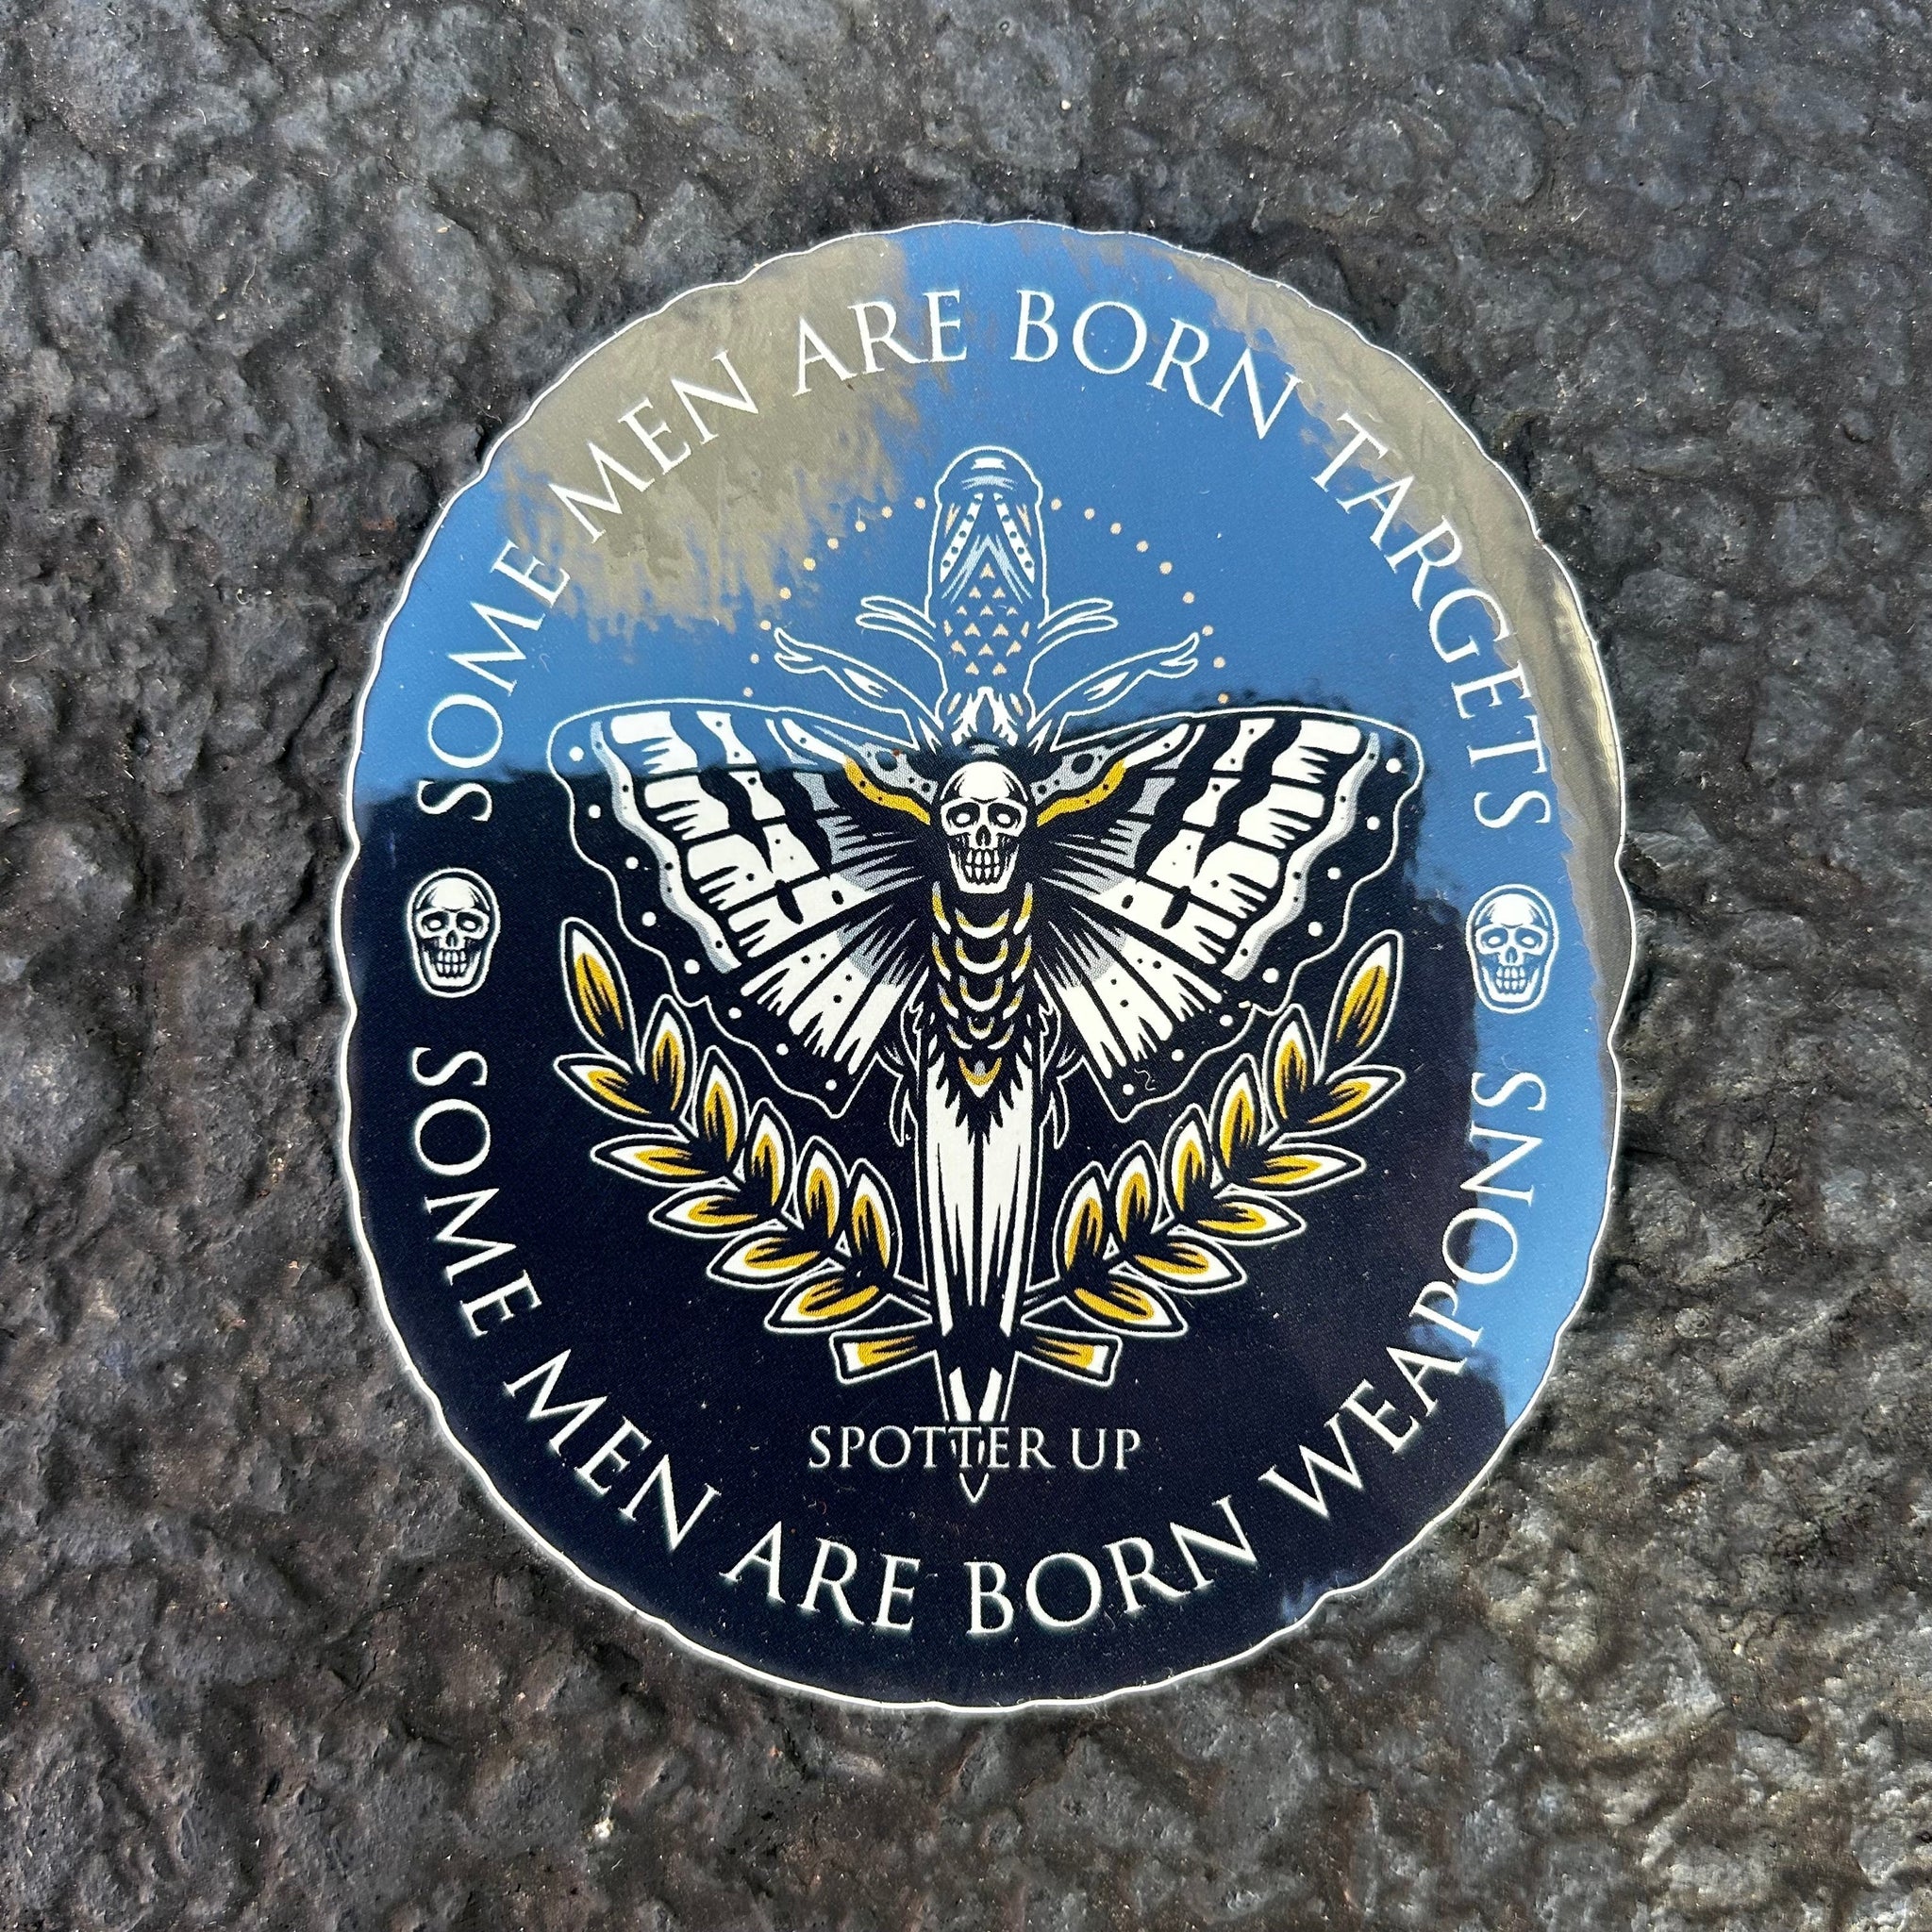 SOME MEN ARE BORN TARGETS
SPOTTER UP
SOME MEN ARE BORN WEAPONS